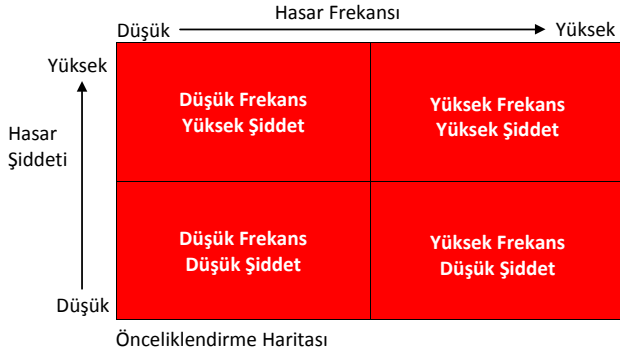 Hasar Frekansı
Düşük
Yüksek
Yüksek
Hasar
Şiddeti
Düşük
Düşük Frekans
Yüksek Şiddet
Yüksek Frekans
Yüksek Şiddet
Düşük Frekans
Düşük Şiddet
Yüksek Frekans
Düşük Şiddet
Önceliklendirme Haritası